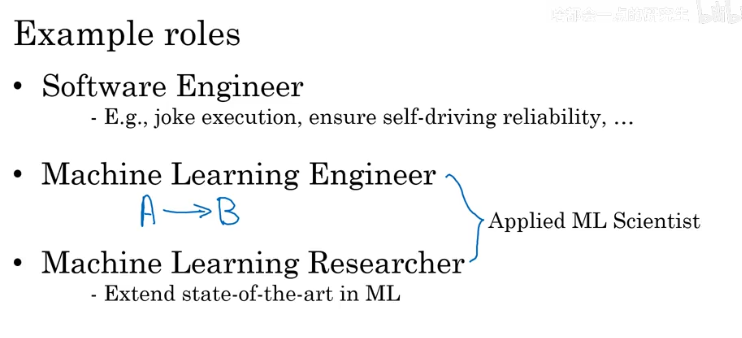 Example roles
• Software Engineer
- E.g., joke execution, ensure self-driving reliability, …
• Machine Learning Engineer
A → B
Applied ML Scientist
• Machine Learning Researcher
- Extend state-of-the-art in ML